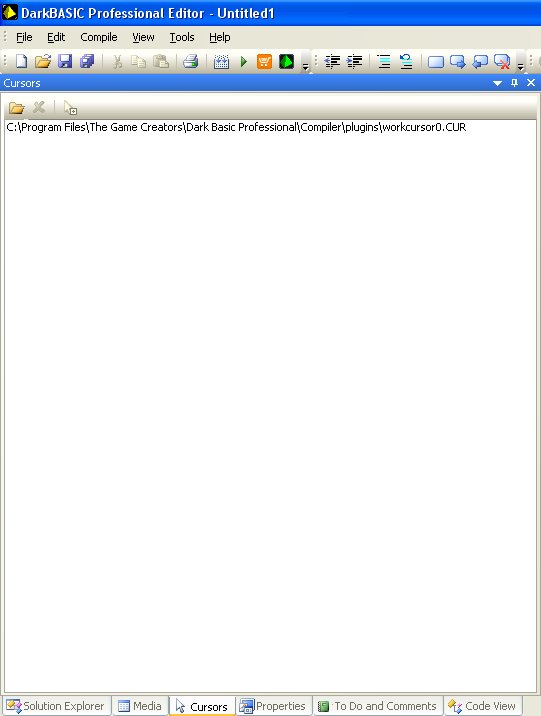 DarkBASIC Professional Editor - Untitled1
File Edit Compile View Tools Help
Cursors
C:\Program Files\The Game Creators\Dark Basic Professional\Compiler\plugins\workcursor0.CUR
Solution Explorer Media Cursors Properties To Do and Comments Code View